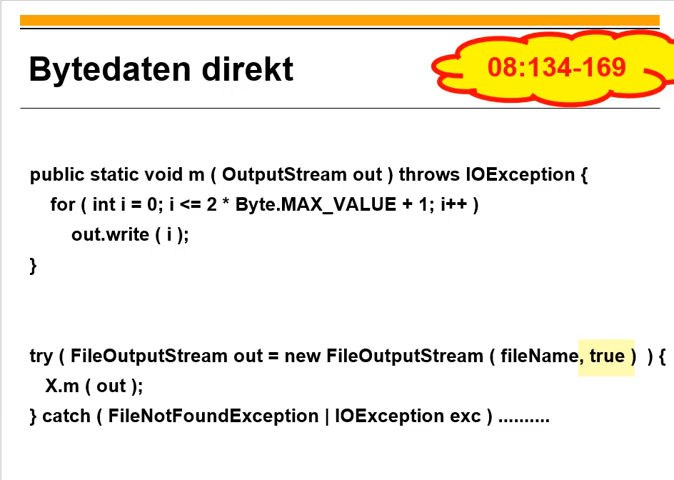 Bytedaten direkt
08:134-169
public static void m ( OutputStream out ) throws IOException {
for ( int i = 0; i <= 2 * Byte.MAX_VALUE + 1; i++ )
out.write ( i );
}
try ( FileOutputStream out = new FileOutputStream ( fileName, true ) ) {
X.m ( out );
} catch ( FileNotFoundException | IOException exc ) ..........